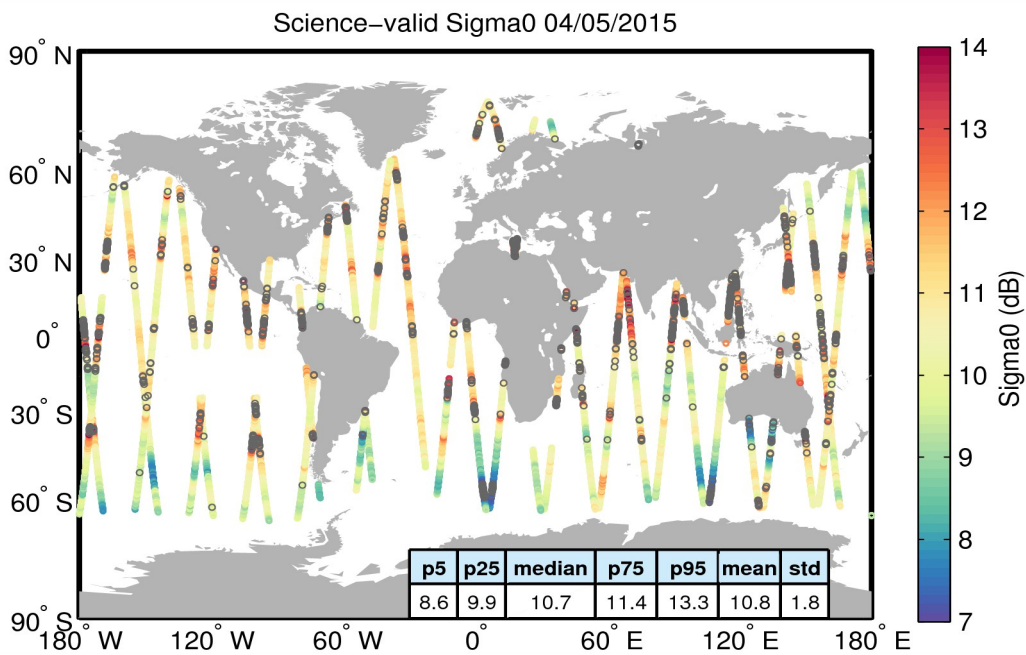 Science−valid Sigma0 04/05/2015
90° N
60° N
30° N
0°
30° S
60° S
90° S
180° W
120° W
60° W
0°
60° E
120° E
180° E
14
13
12
11
10
9
8
7
Sigma0 (dB)
p5 p25 median p75 p95 mean std
8.6 9.9 10.7 11.4 13.3 10.8 1.8